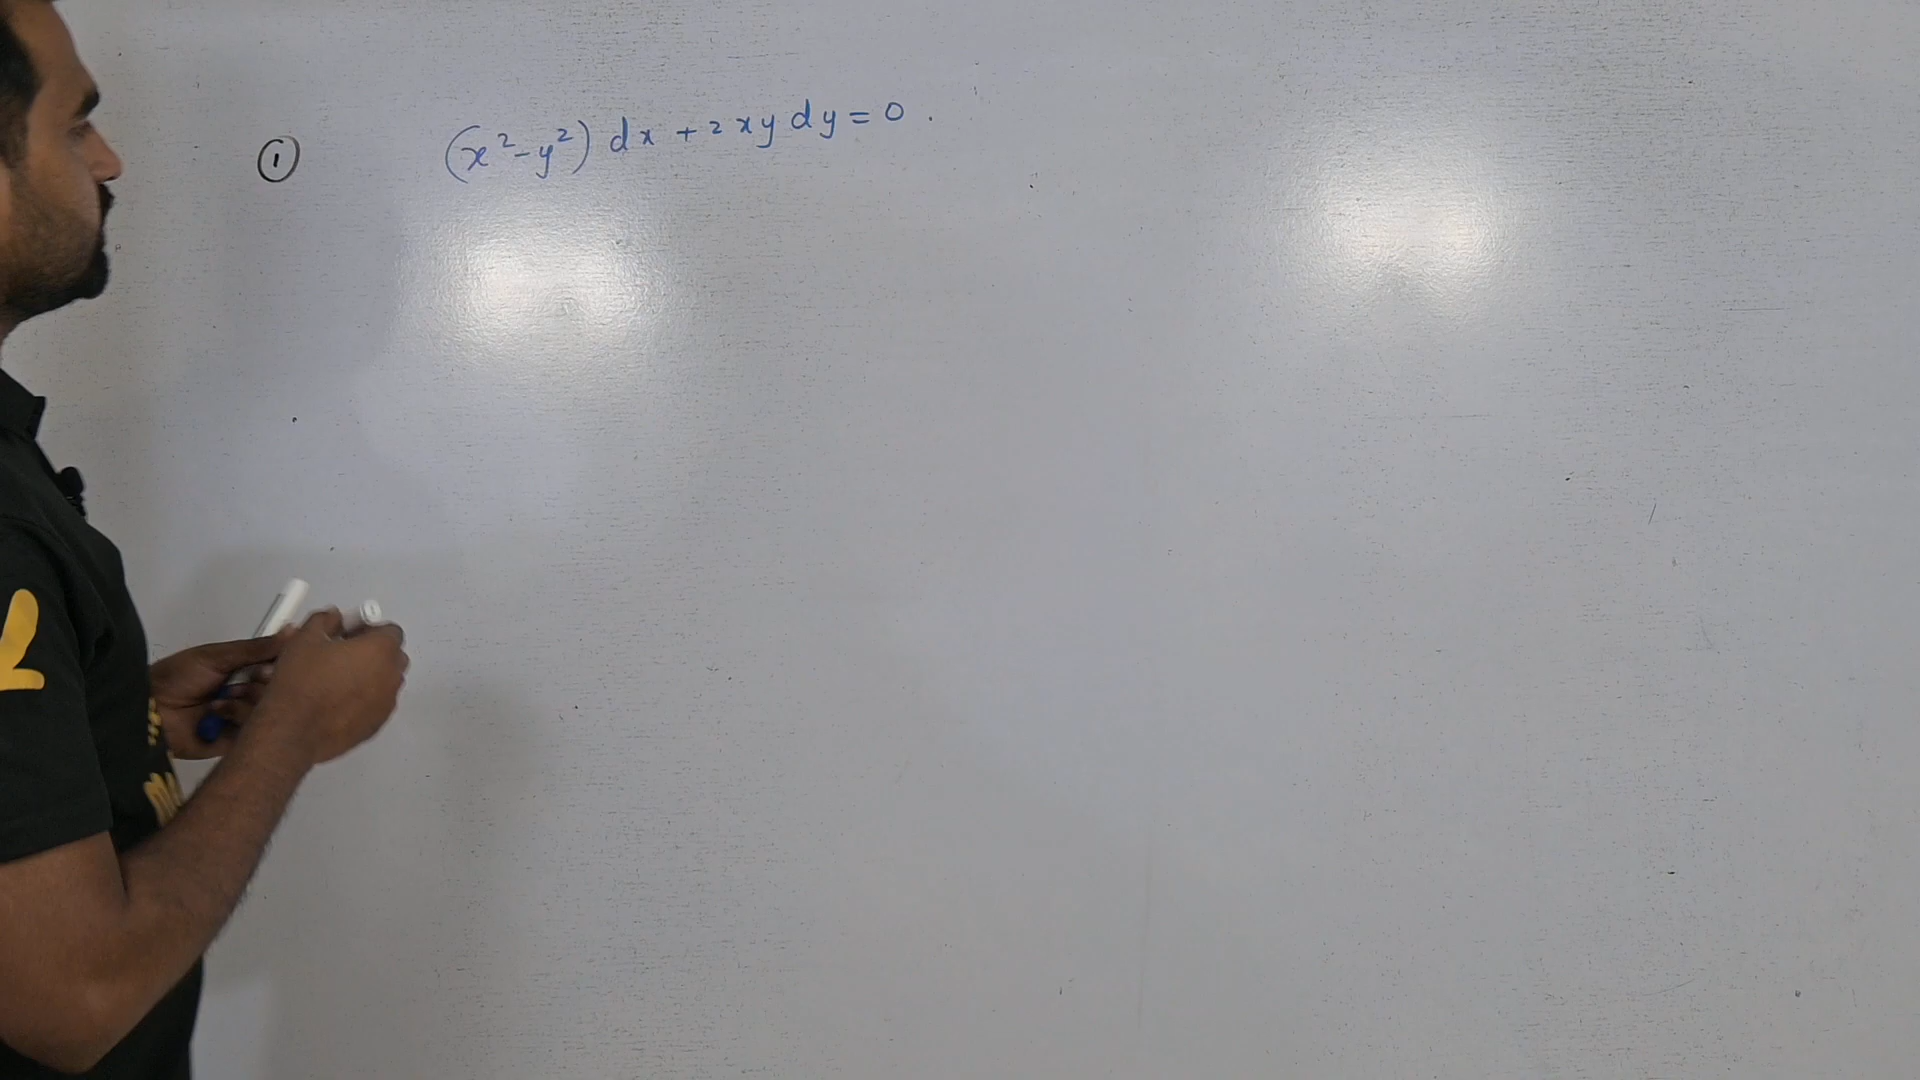 ① (x²-y²) dx + 2xy dy = 0.